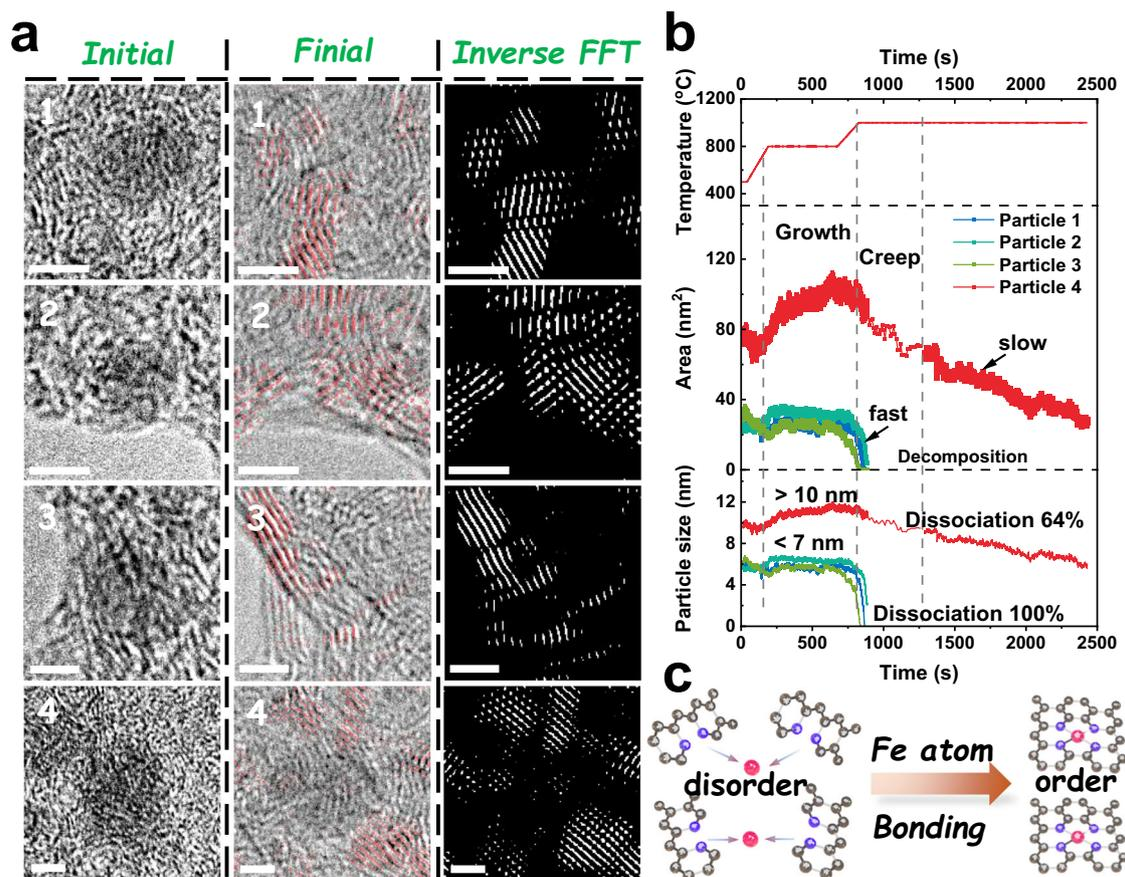 a
Initial
Finial
Inverse FFT
1
1
2
2
3
3
4
4
b
Time (s)
0 500 1000 1500 2000 2500
Temperature (°C)
1200
800
400
Growth
Creep
Particle 1
Particle 2
Particle 3
Particle 4
Area (nm²)
120
80
40
0
slow
fast
Decomposition
Particle size (nm)
12
8
4
0
> 10 nm
Dissociation 64%
< 7 nm
Dissociation 100%
0 500 1000 1500 2000 2500
Time (s)
c
disorder
Fe atom
Bonding
order